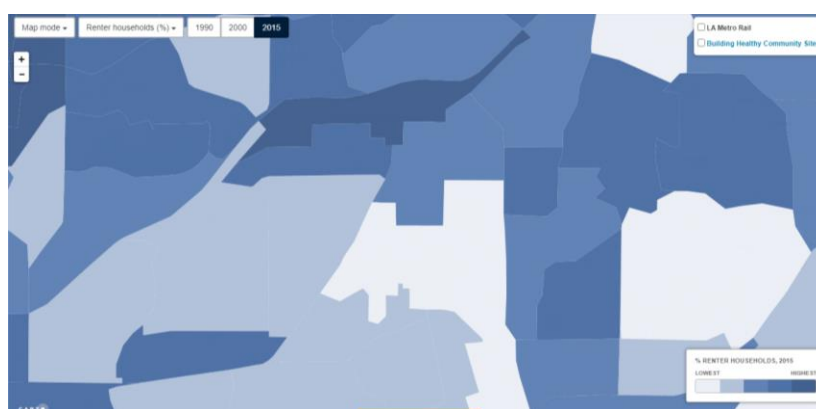 Map mode
Renter households (%)
1990
2000
2015
LA Metro Rail
Building Healthy Community Site
+
−
% RENTER HOUSEHOLDS, 2015
LOWEST
HIGHEST